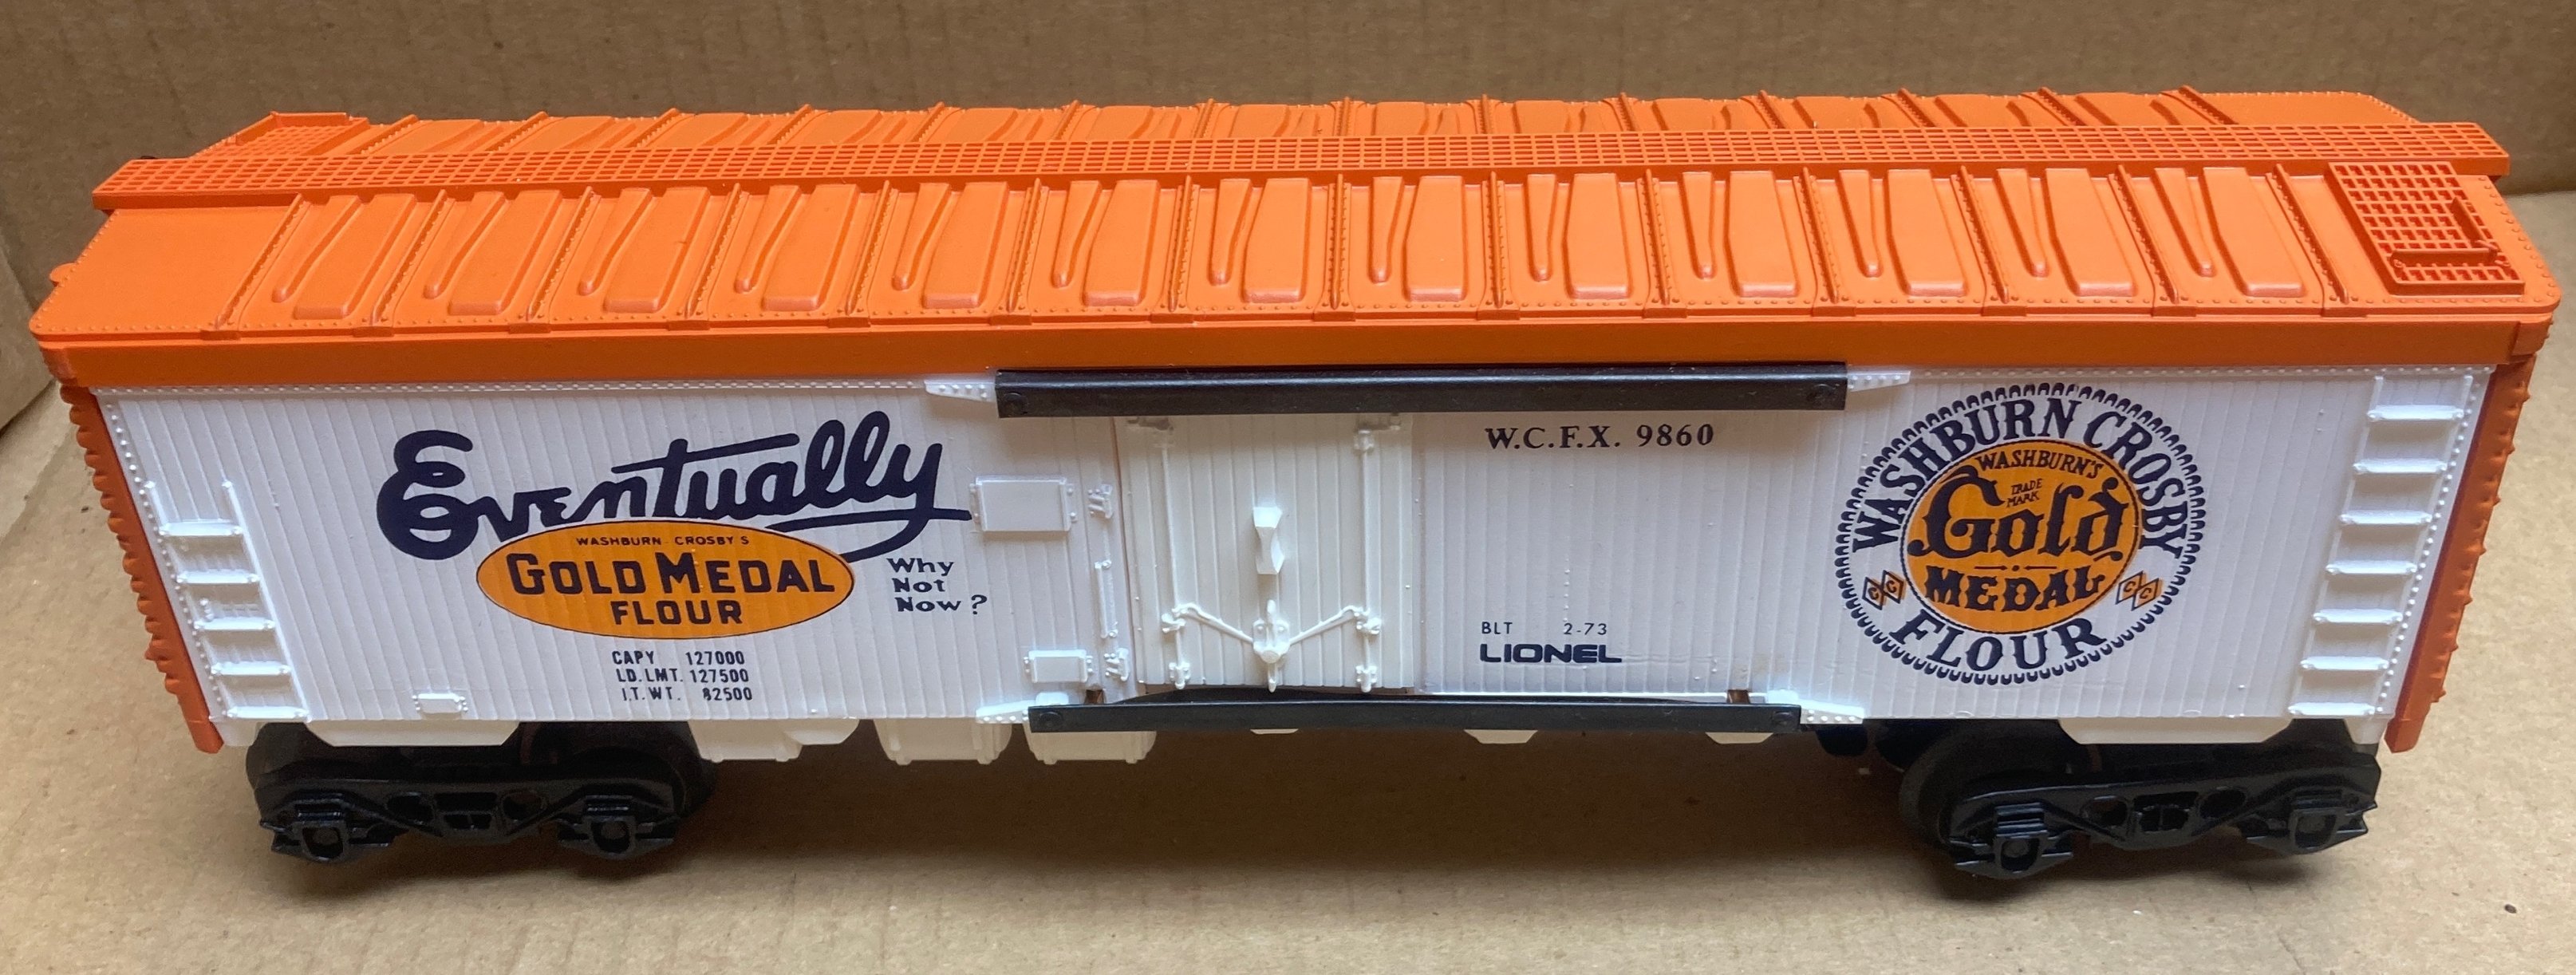 Eventually
WASHBURN CROSBY'S
GOLD MEDAL
FLOUR
Why
Not
Now?
CAPY 127000
LD.LMT. 127500
LT. WT. 82500
W.C.F.X. 9860
BLT 2-73
LIONEL
WASHBURN CROSBY
WASHBURN'S
TRADE
MARK
Gold
MEDAL
C C
C C
FLOUR